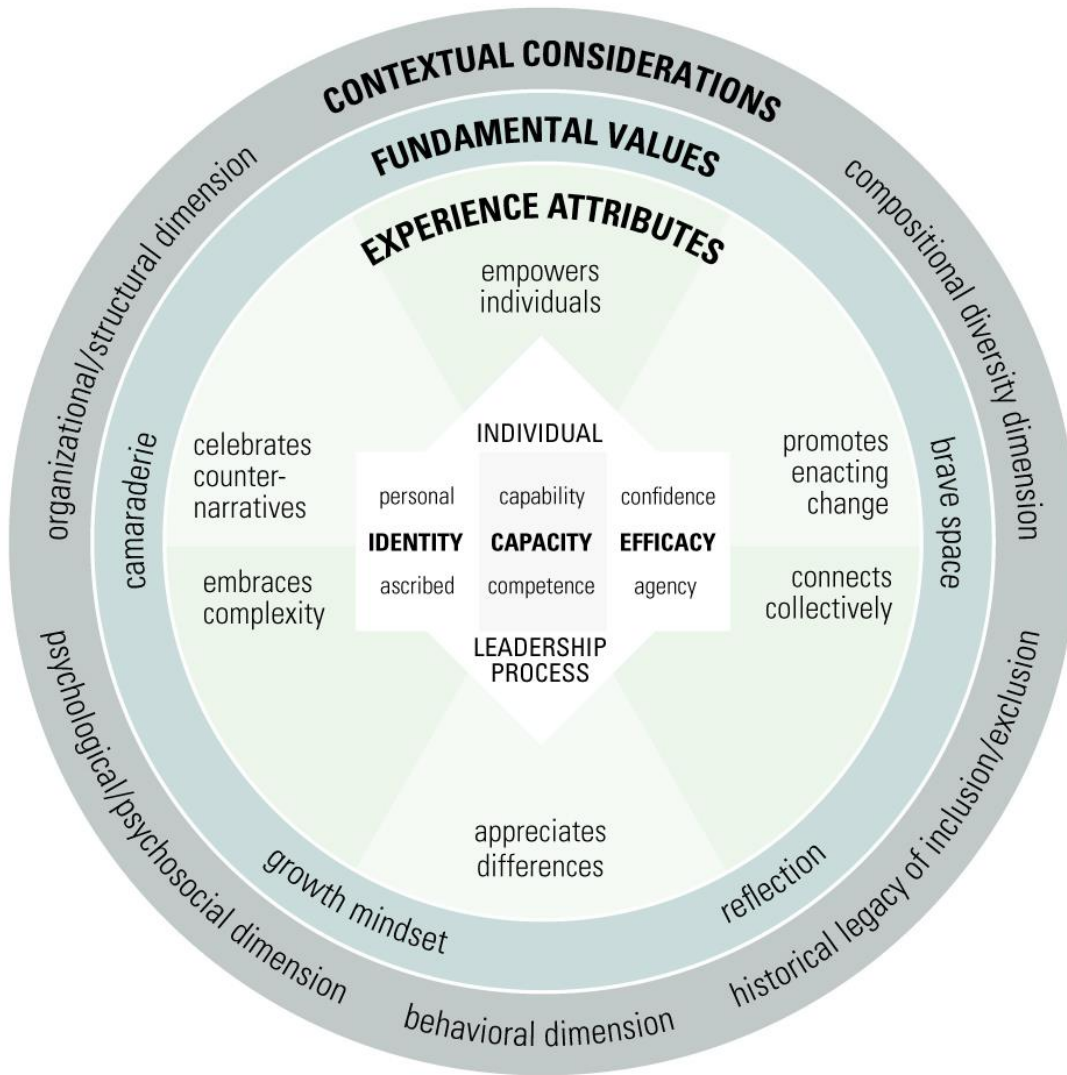 CONTEXTUAL CONSIDERATIONS
organizational/structural dimension
compositional diversity dimension
psychological/psychosocial dimension
behavioral dimension
historical legacy of inclusion/exclusion
FUNDAMENTAL VALUES
camaraderie
brave space
growth mindset
reflection
EXPERIENCE ATTRIBUTES
empowers
individuals
celebrates
counter-
narratives
promotes
enacting
change
embraces
complexity
connects
collectively
appreciates
differences
INDIVIDUAL
personal
capability
confidence
IDENTITY
CAPACITY
EFFICACY
ascribed
competence
agency
LEADERSHIP
PROCESS